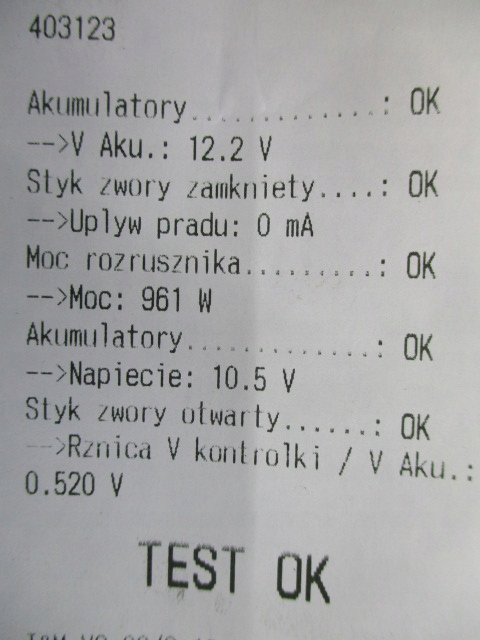 403123
Akumulatory.............: OK
-->V Aku.: 12.2 V
Styk zwory zamkniety....: OK
-->Uplyw pradu: 0 mA
Moc rozrusznika.........: OK
-->Moc: 961 W
Akumulatory.............: OK
-->Napiecie: 10.5 V
Styk zwory otwarty......: OK
-->Rznica V kontrolki / V Aku.:
0.520 V
TEST OK